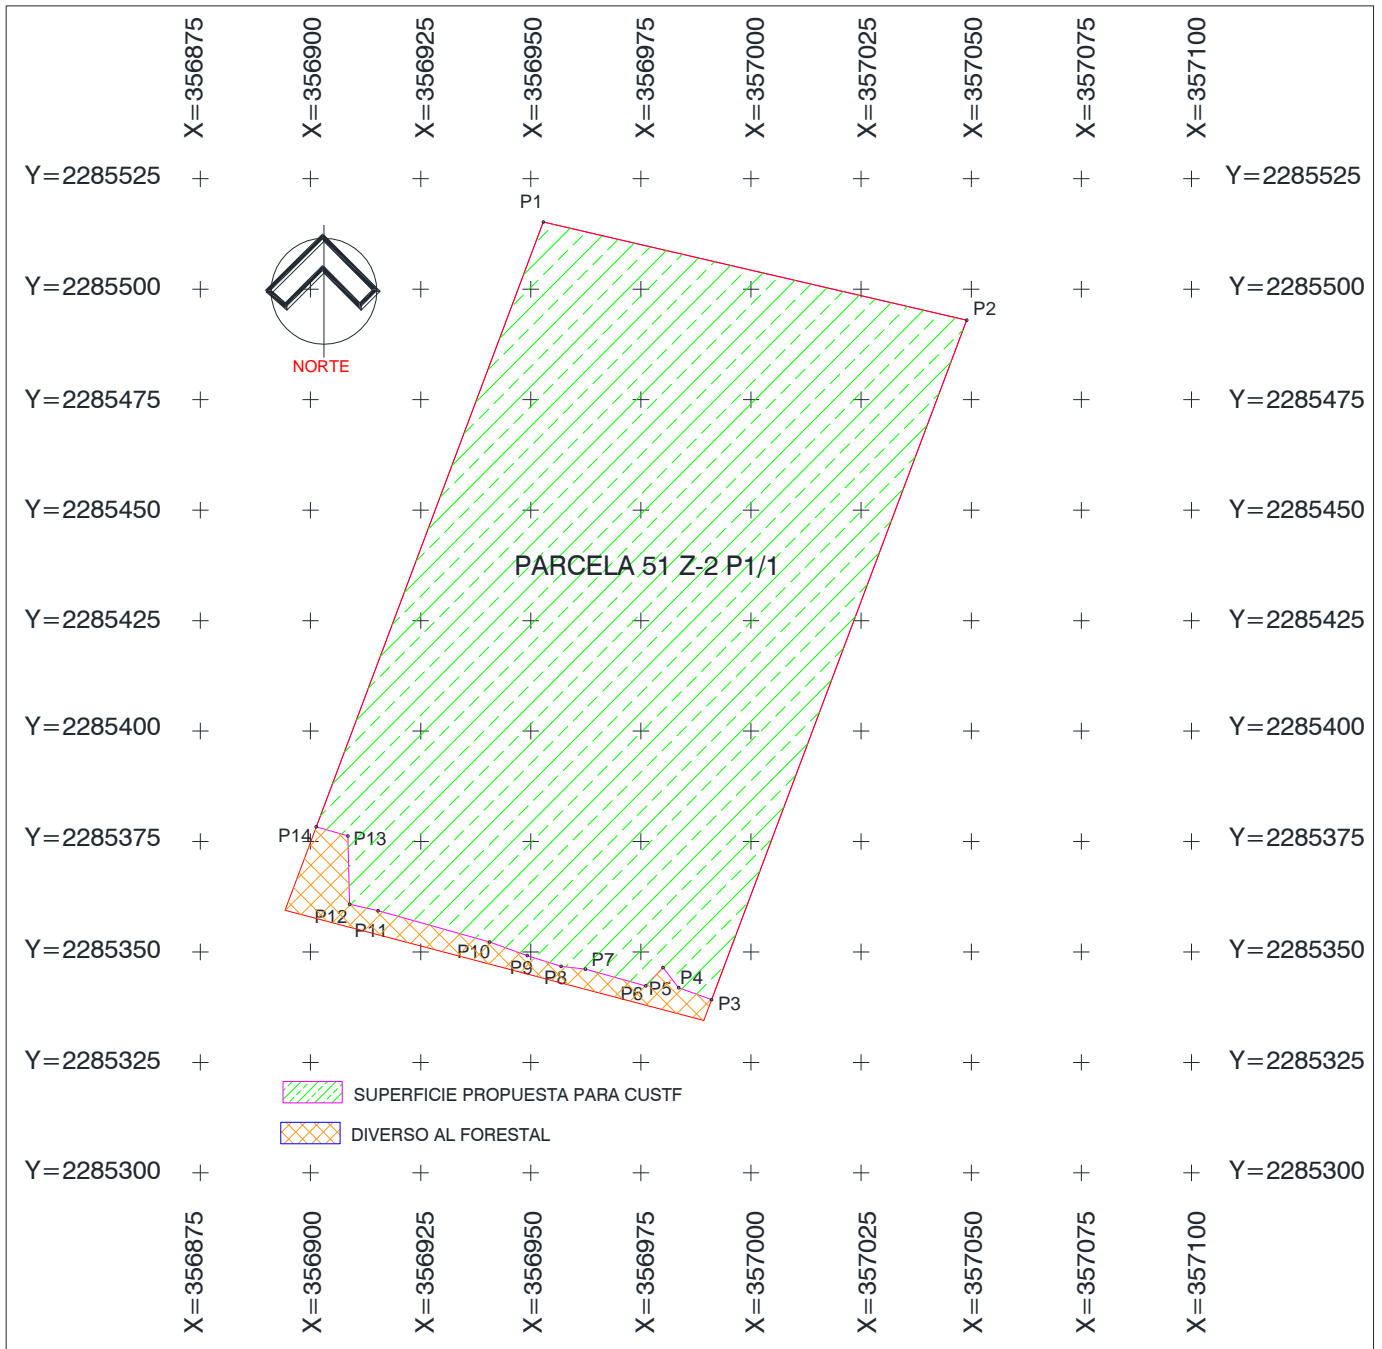 X=356875
X=356900
X=356925
X=356950
X=356975
X=357000
X=357025
X=357050
X=357075
X=357100
Y=2285525
Y=2285525
P1
Y=2285500
Y=2285500
P2
NORTE
Y=2285475
Y=2285475
Y=2285450
Y=2285450
PARCELA 51 Z-2 P1/1
Y=2285425
Y=2285425
Y=2285400
Y=2285400
P14
P13
Y=2285375
Y=2285375
P12
P11
P10
P9
P8
P7
P6
P5
P4
P3
Y=2285350
Y=2285350
Y=2285325
Y=2285325
SUPERFICIE PROPUESTA PARA CUSTF
DIVERSO AL FORESTAL
Y=2285300
Y=2285300
X=356875
X=356900
X=356925
X=356950
X=356975
X=357000
X=357025
X=357050
X=357075
X=357100